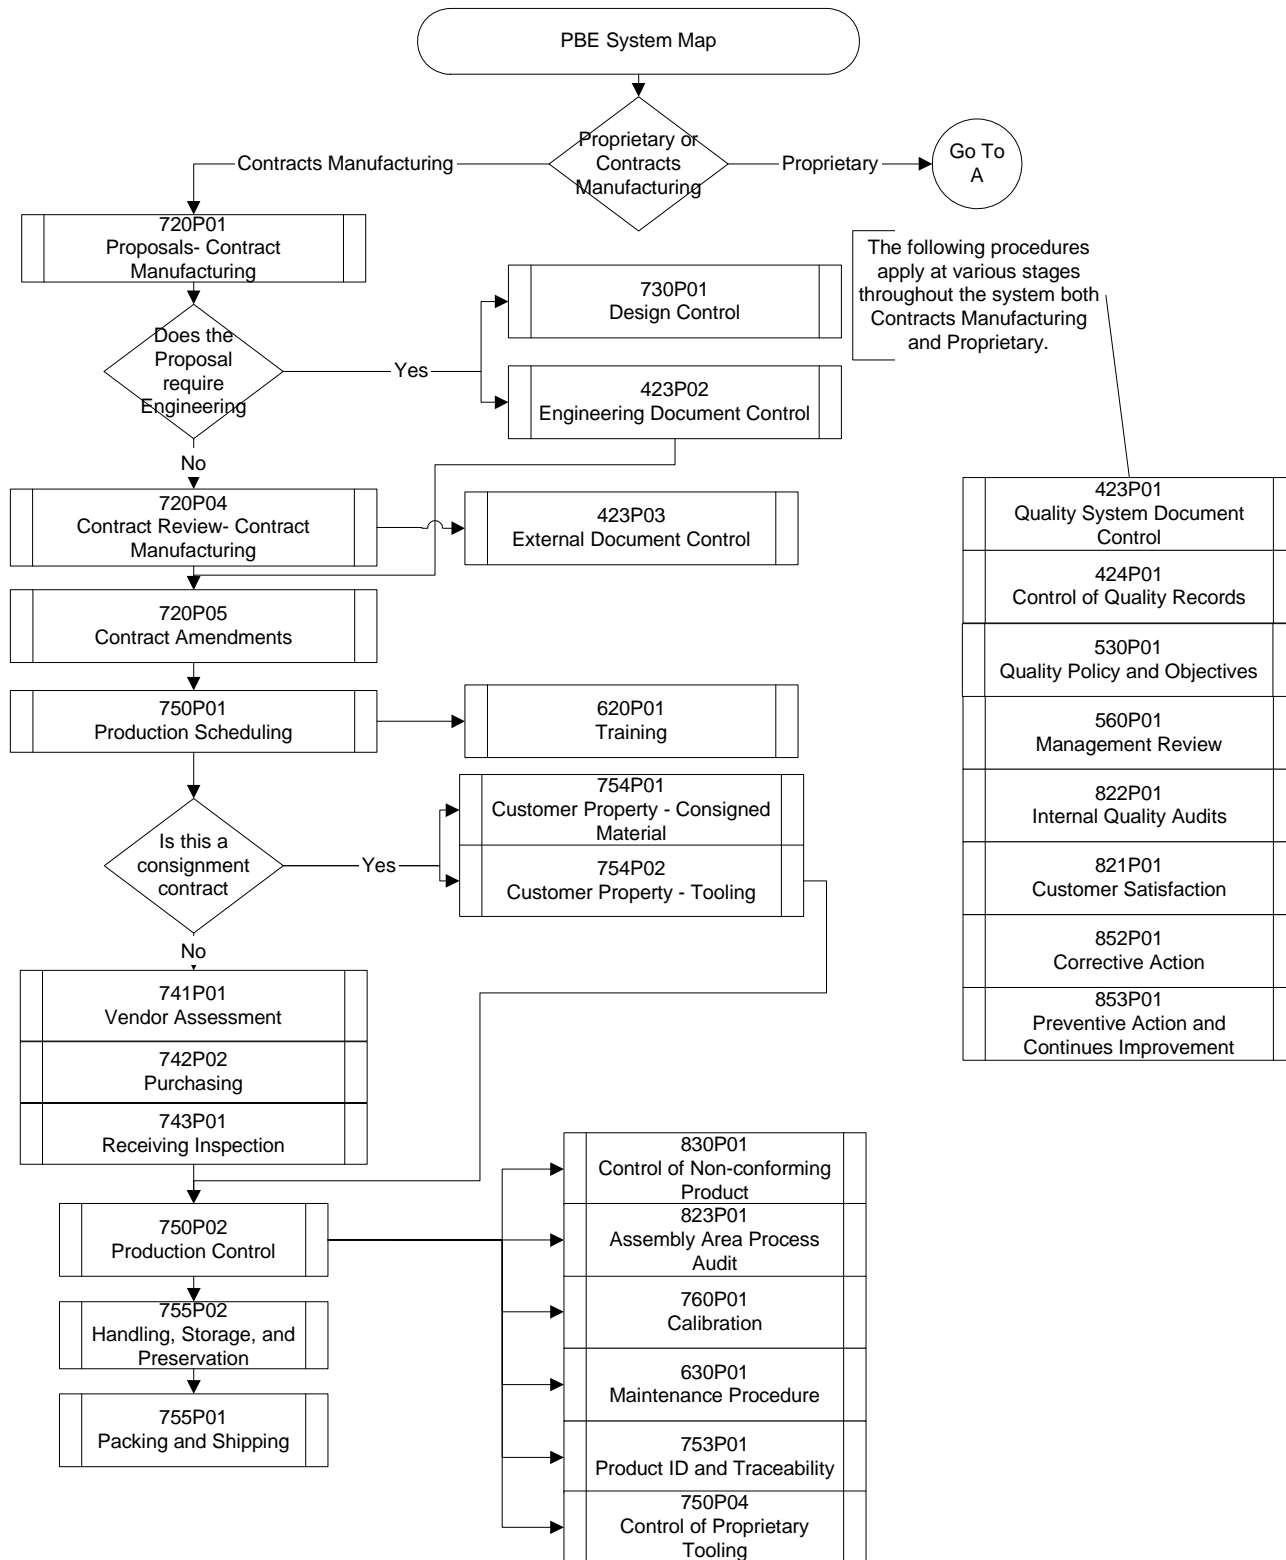 PBE System Map
Proprietary or
Contracts
Manufacturing
Contracts Manufacturing
Proprietary
Go To
A
720P01
Proposals- Contract
Manufacturing
The following procedures
apply at various stages
throughout the system both
Contracts Manufacturing
and Proprietary.
Does the
Proposal
require
Engineering
Yes
730P01
Design Control
423P02
Engineering Document Control
No
720P04
Contract Review- Contract
Manufacturing
423P03
External Document Control
720P05
Contract Amendments
750P01
Production Scheduling
620P01
Training
Is this a
consignment
contract
Yes
754P01
Customer Property - Consigned
Material
754P02
Customer Property - Tooling
No
741P01
Vendor Assessment
742P02
Purchasing
743P01
Receiving Inspection
750P02
Production Control
755P02
Handling, Storage, and
Preservation
755P01
Packing and Shipping
830P01
Control of Non-conforming
Product
823P01
Assembly Area Process
Audit
760P01
Calibration
630P01
Maintenance Procedure
753P01
Product ID and Traceability
750P04
Control of Proprietary
Tooling
423P01
Quality System Document
Control
424P01
Control of Quality Records
530P01
Quality Policy and Objectives
560P01
Management Review
822P01
Internal Quality Audits
821P01
Customer Satisfaction
852P01
Corrective Action
853P01
Preventive Action and
Continues Improvement